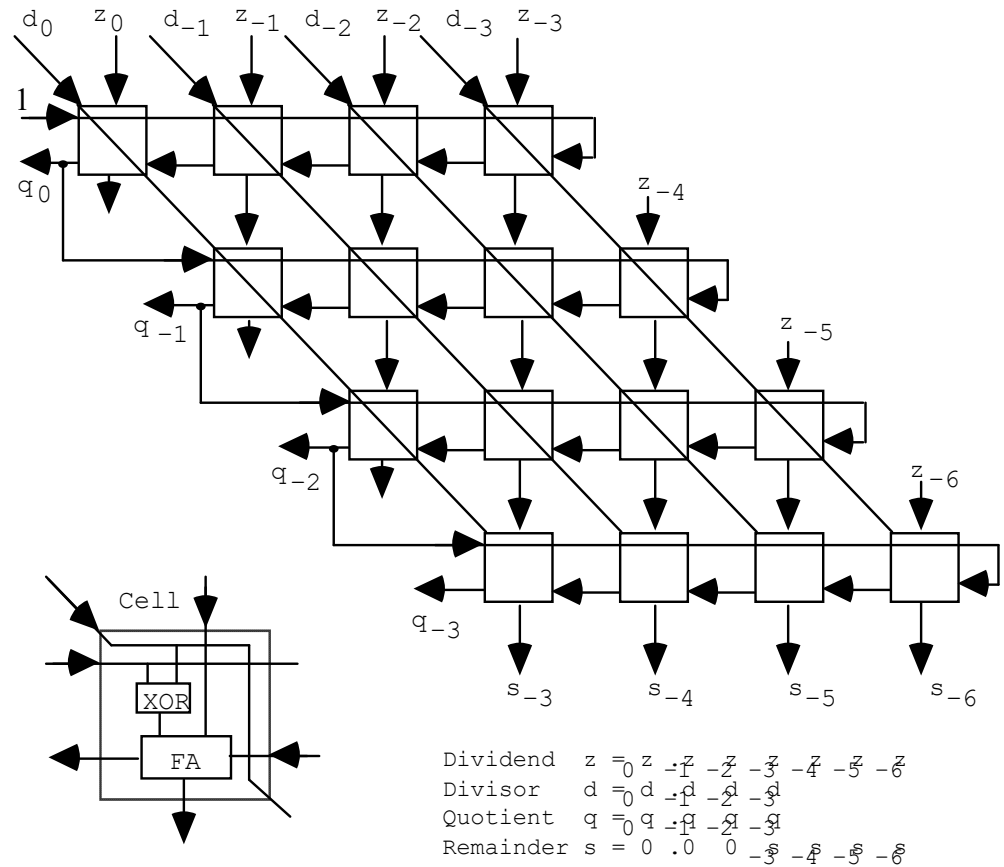 d0 z0 d−1 z−1 d−2 z−2 d−3 z−3
1
q0
z−4
q−1
z−5
q−2
z−6
Cell
q−3
XOR
s−3 s−4 s−5 s−6
FA
Dividend z = z0 .z−1 z−2 z−3 z−4 z−5 z−6
Divisor d = d0 .d−1 d−2 d−3
Quotient q = q0 .q−1 q−2 q−3
Remainder s = 0 .0 0 s−3 s−4 s−5 s−6